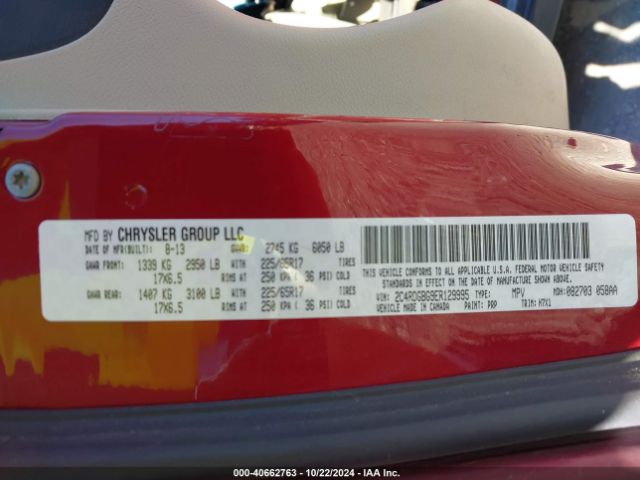 MFD BY CHRYSLER GROUP LLC
DATE OF MFR(BUILT): 8-13 GVWR: 2745 KG 6050 LB
GAWR FRONT: 1339 KG 2950 LB WITH 225/65R17 TIRES
17X6.5 RIMS AT 250 KPA ( 36 PSI) COLD
GAWR REAR: 1407 KG 3100 LB WITH 225/65R17 TIRES
17X6.5 RIMS AT 250 KPA ( 36 PSI) COLD
THIS VEHICLE CONFORMS TO ALL APPLICABLE U.S.A. FEDERAL MOTOR VEHICLE SAFETY
STANDARDS IN EFFECT ON THE DATE OF MANUFACTURE SHOWN ABOVE.
VIN: 2C4RDGBG9ER129995 TYPE: MPV MDH: 082703 058AA
VEHICLE MADE IN CANADA PAINT: PRP TRIM: H7X1
000-40662763 - 10/22/2024 - IAA Inc.